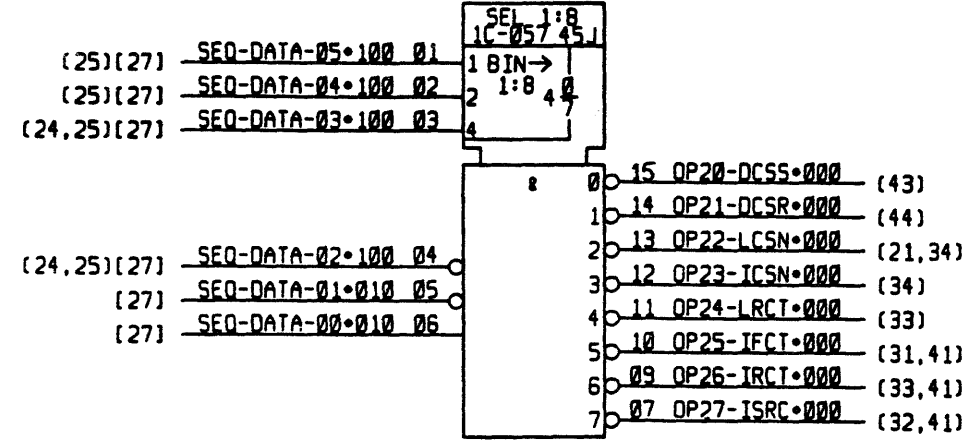 SEL 1:8
1C-057 45J
(25)[27] SEQ-DATA-05•100 01 1 BIN→
(25)[27] SEQ-DATA-04•100 02 2 1:8 4 0/7
(24,25)[27] SEQ-DATA-03•100 03 4
& 0 15 OP20-DCSS•000 (43)
1 14 OP21-DCSR•000 (44)
(24,25)[27] SEQ-DATA-02•100 04 2 13 OP22-LCSN•000 (21,34)
[27] SEQ-DATA-01•010 05 3 12 OP23-ICSN•000 (34)
[27] SEQ-DATA-00•010 06 4 11 OP24-LRCT•000 (33)
5 10 OP25-IFCT•000 (31,41)
6 09 OP26-IRCT•000 (33,41)
7 07 OP27-ISRC•000 (32,41)